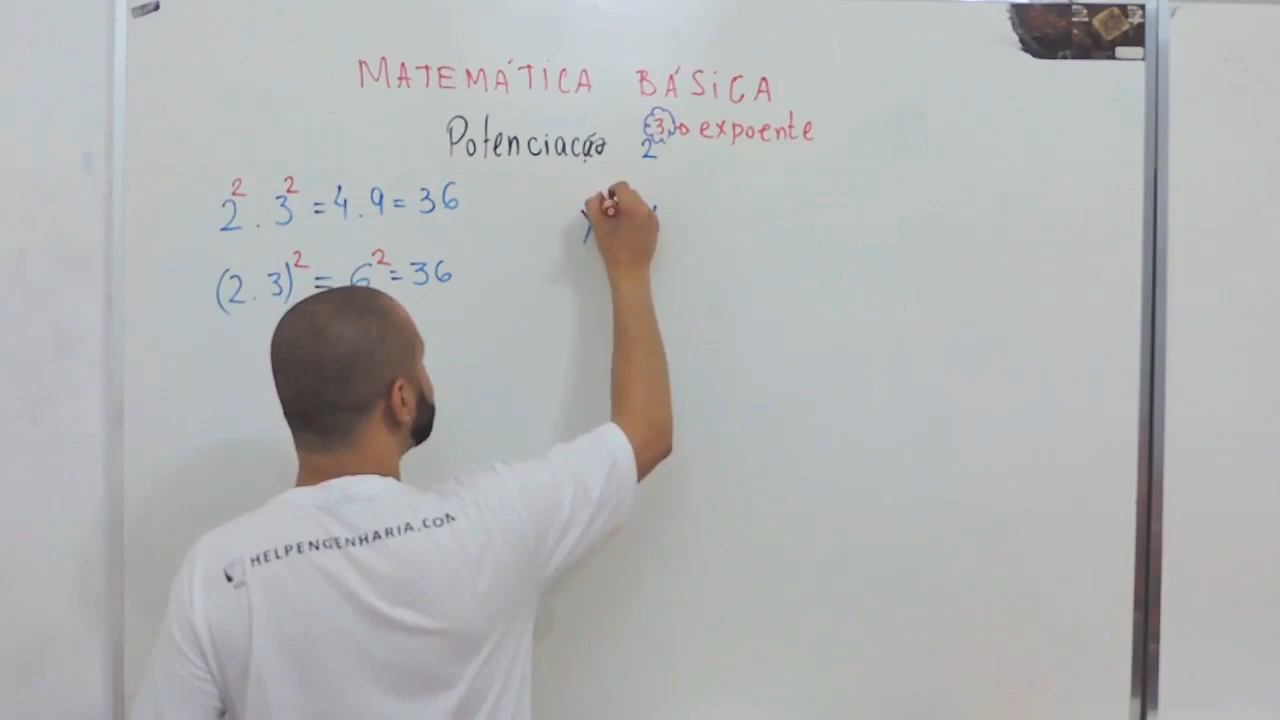 MATEMÁTICA BÁSICA
Potenciação 2³ → expoente
2² . 3² = 4 . 9 = 36
(2 . 3)² = 6² = 36
HELPENGENHARIA.COM